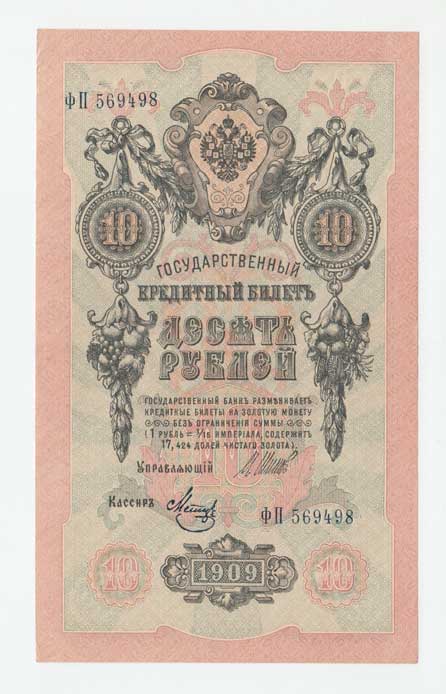 фП 569498
10 10
ГОСУДАРСТВЕННЫЙ
КРЕДИТНЫЙ БИЛЕТЪ
ДЕСЯТЬ
РУБЛЕЙ
ГОСУДАРСТВЕННЫЙ БАНКЪ РАЗМѢНИВАЕТЪ
КРЕДИТНЫЕ БИЛЕТЫ НА ЗОЛОТУЮ МОНЕТУ
БЕЗЪ ОГРАНИЧЕНІЯ СУММЫ
(1 РУБЛЬ = 1/15 ИМПЕРІАЛА, СОДЕРЖИТЪ
17,424 ДОЛЕЙ ЧИСТАГО ЗОЛОТА).
10
Управляющій
Кассиръ
фП 569498
10 1909 10